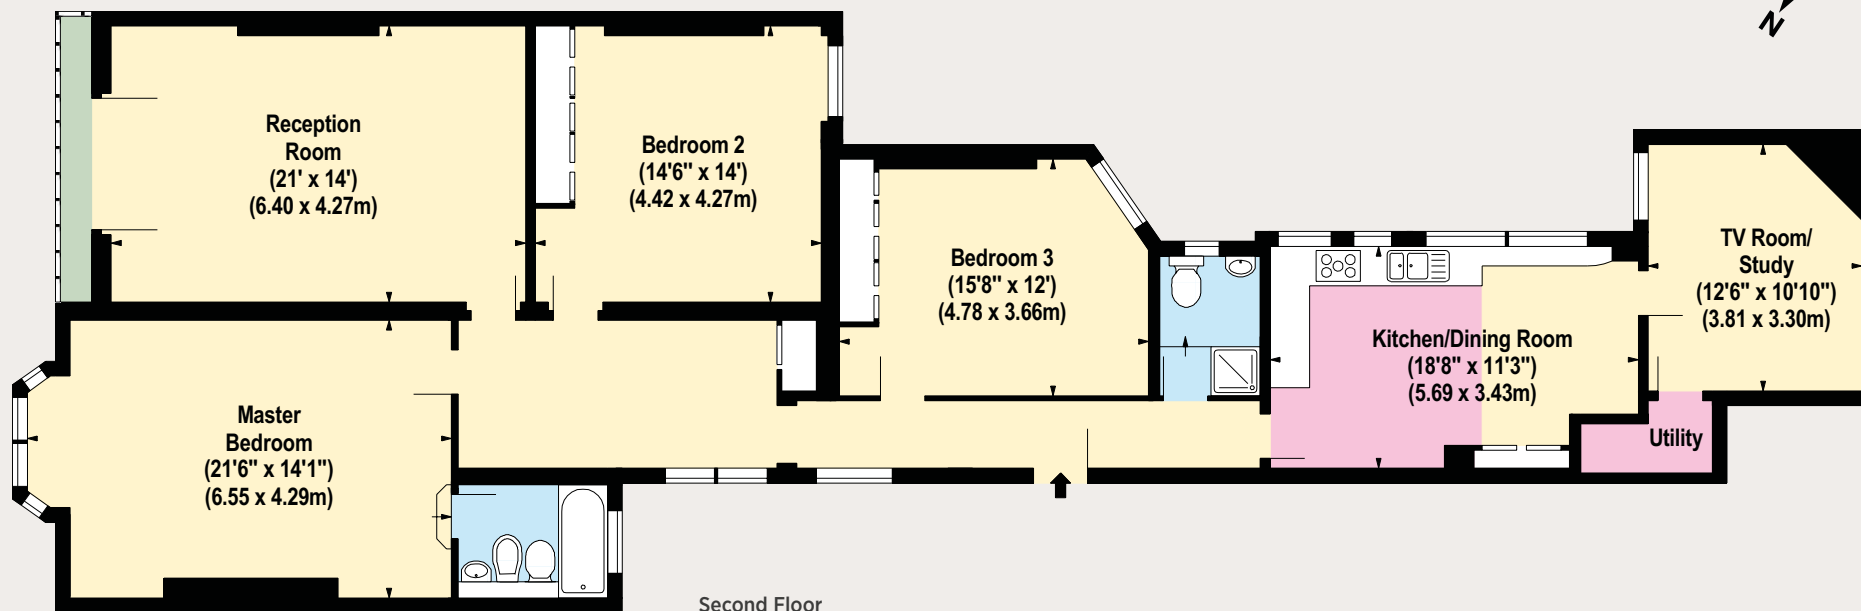 N
Reception
Room
(21' x 14')
(6.40 x 4.27m)
Bedroom 2
(14'6" x 14')
(4.42 x 4.27m)
Bedroom 3
(15'8" x 12')
(4.78 x 3.66m)
TV Room/
Study
(12'6" x 10'10")
(3.81 x 3.30m)
Kitchen/Dining Room
(18'8" x 11'3")
(5.69 x 3.43m)
Master
Bedroom
(21'6" x 14'1")
(6.55 x 4.29m)
Utility
Second Floor